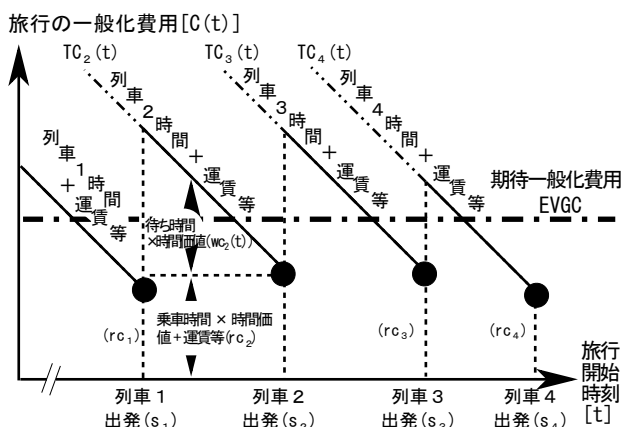 旅行の一般化費用[C(t)]
TC₂(t)
TC₃(t)
TC₄(t)
列車1時間＋運賃等
列車2時間＋運賃等
列車3時間＋運賃等
列車4時間＋運賃等
期待一般化費用
EVGC
待ち時間
×時間価値(wc₂(t))
乗車時間 × 時間価
値＋運賃等(rc₂)
(rc₁)
(rc₃)
(rc₄)
列車１
出発(s₁)
列車２
出発(s₂)
列車３
出発(s₃)
列車４
出発(s₄)
旅行
開始
時刻
[t]